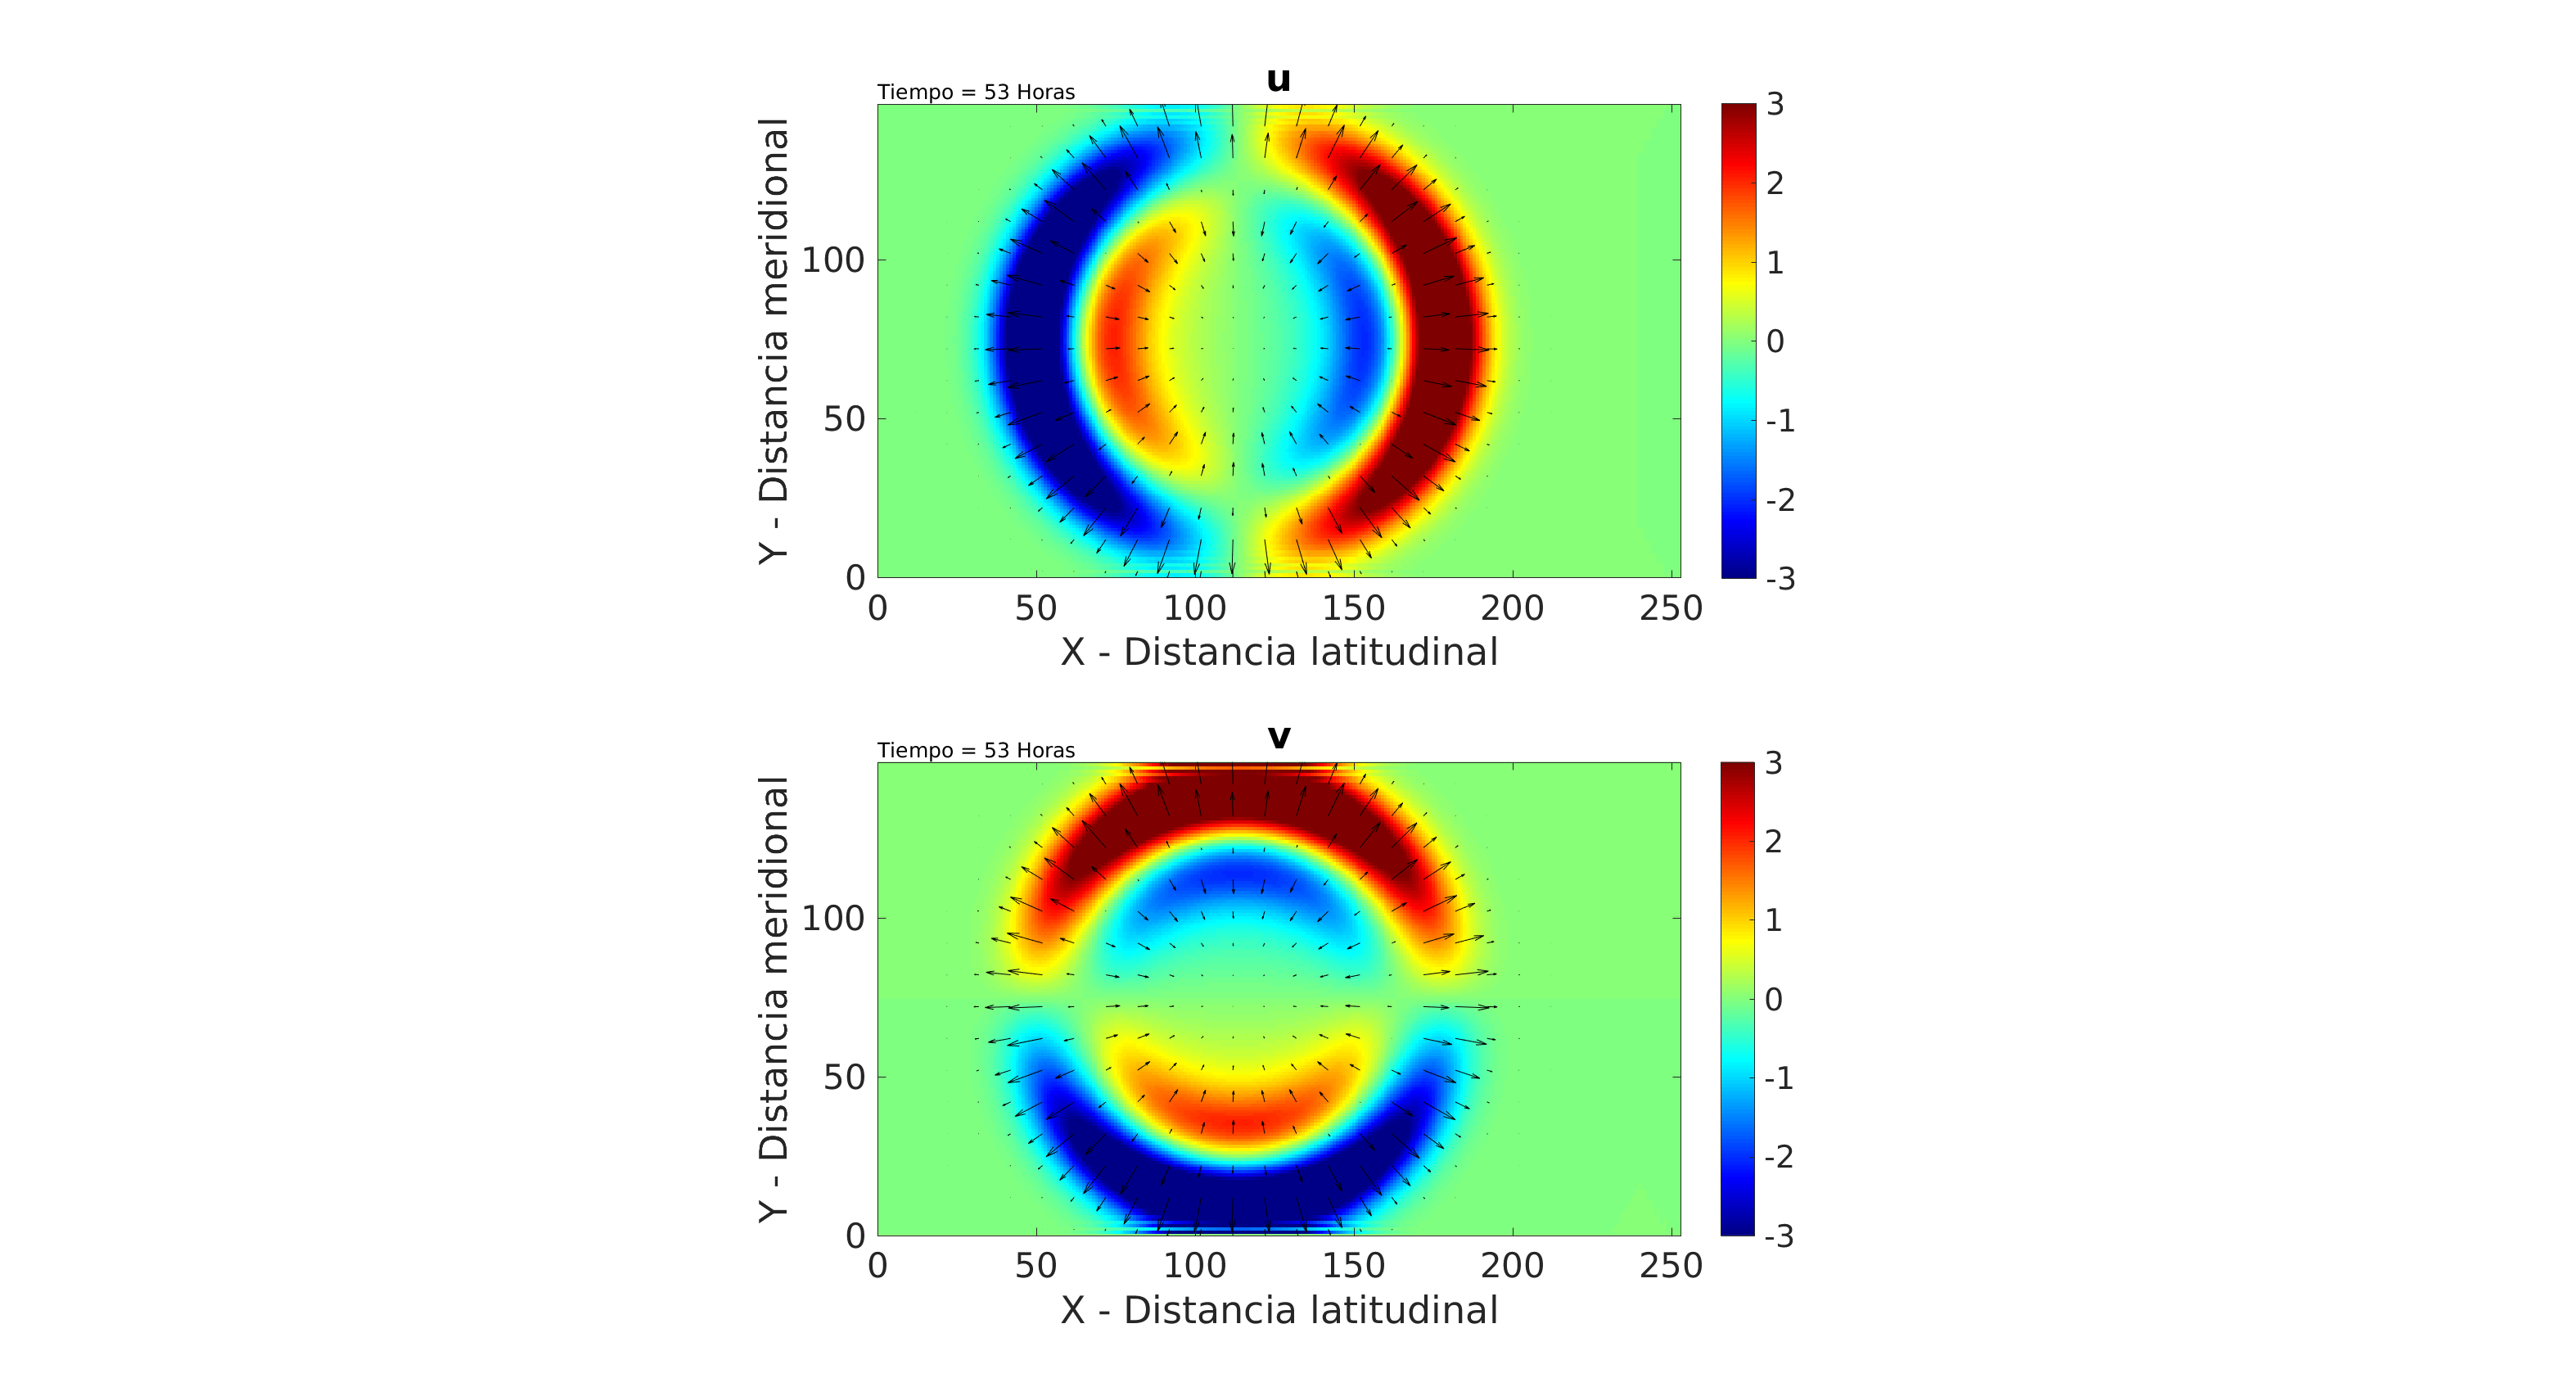 u
Tiempo = 53 Horas
3
2
1
0
-1
-2
-3
100
50
0
Y - Distancia meridional
0 50 100 150 200 250
X - Distancia latitudinal
v
Tiempo = 53 Horas
3
2
1
0
-1
-2
-3
100
50
0
Y - Distancia meridional
0 50 100 150 200 250
X - Distancia latitudinal